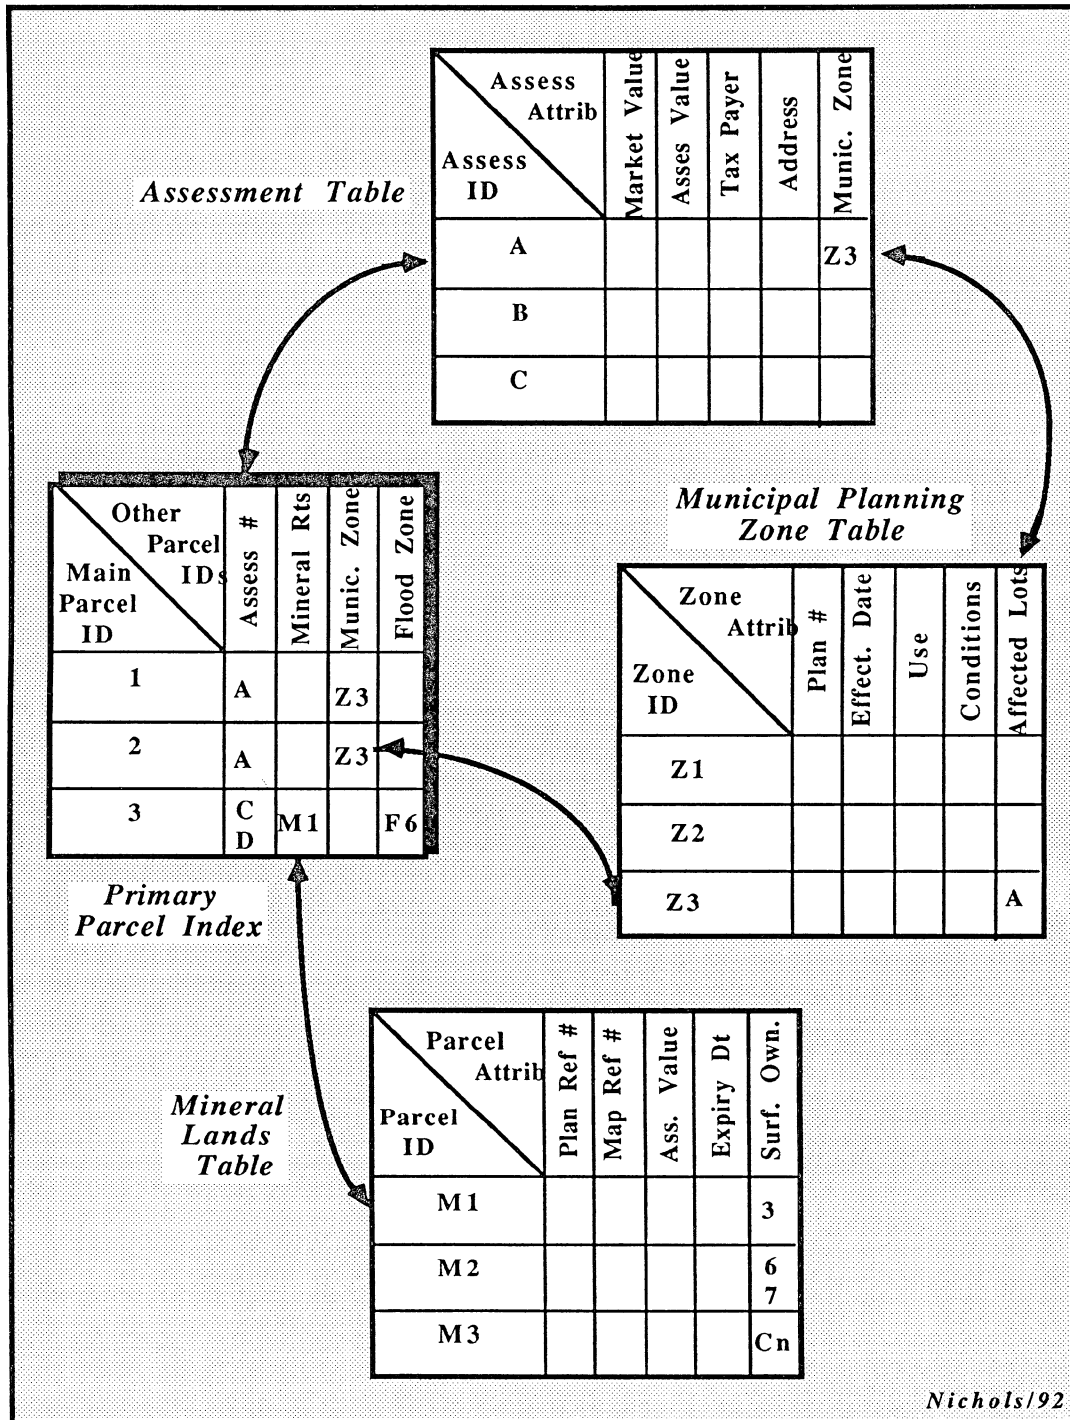 Assess
Attrib
Assess
ID
Market Value
Asses Value
Tax Payer
Address
Munic. Zone
Assessment Table
A
Z3
B
C
Other
Parcel
IDs
Main
Parcel
ID
Assess #
Mineral Rts
Munic. Zone
Flood Zone
1
A
Z3
2
A
Z3
3
C
D
M1
F6
Primary
Parcel Index
Municipal Planning
Zone Table
Zone
Attrib
Zone
ID
Plan #
Effect. Date
Use
Conditions
Affected Lots
Z1
Z2
Z3
A
Mineral
Lands
Table
Parcel
Attrib
Parcel
ID
Plan Ref #
Map Ref #
Ass. Value
Expiry Dt
Surf. Own.
M1
3
M2
6
7
M3
Cn
Nichols/92